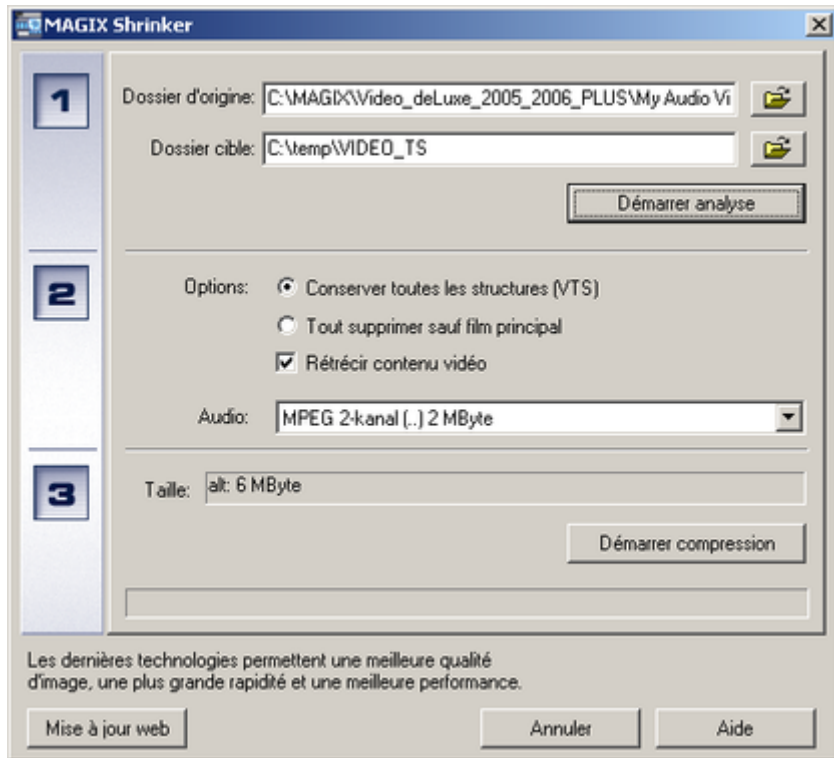 MAGIX Shrinker
1
Dossier d'origine: C:\MAGIX\Video_deLuxe_2005_2006_PLUS\My Audio Vi
Dossier cible: C:\temp\VIDEO_TS
Démarrer analyse
2
Options: Conserver toutes les structures (VTS)
Tout supprimer sauf film principal
Rétrécir contenu vidéo
Audio: MPEG 2-kanal (..) 2 MByte
3
Taille: alt: 6 MByte
Démarrer compression
Les dernières technologies permettent une meilleure qualité
d'image, une plus grande rapidité et une meilleure performance.
Mise à jour web Annuler Aide